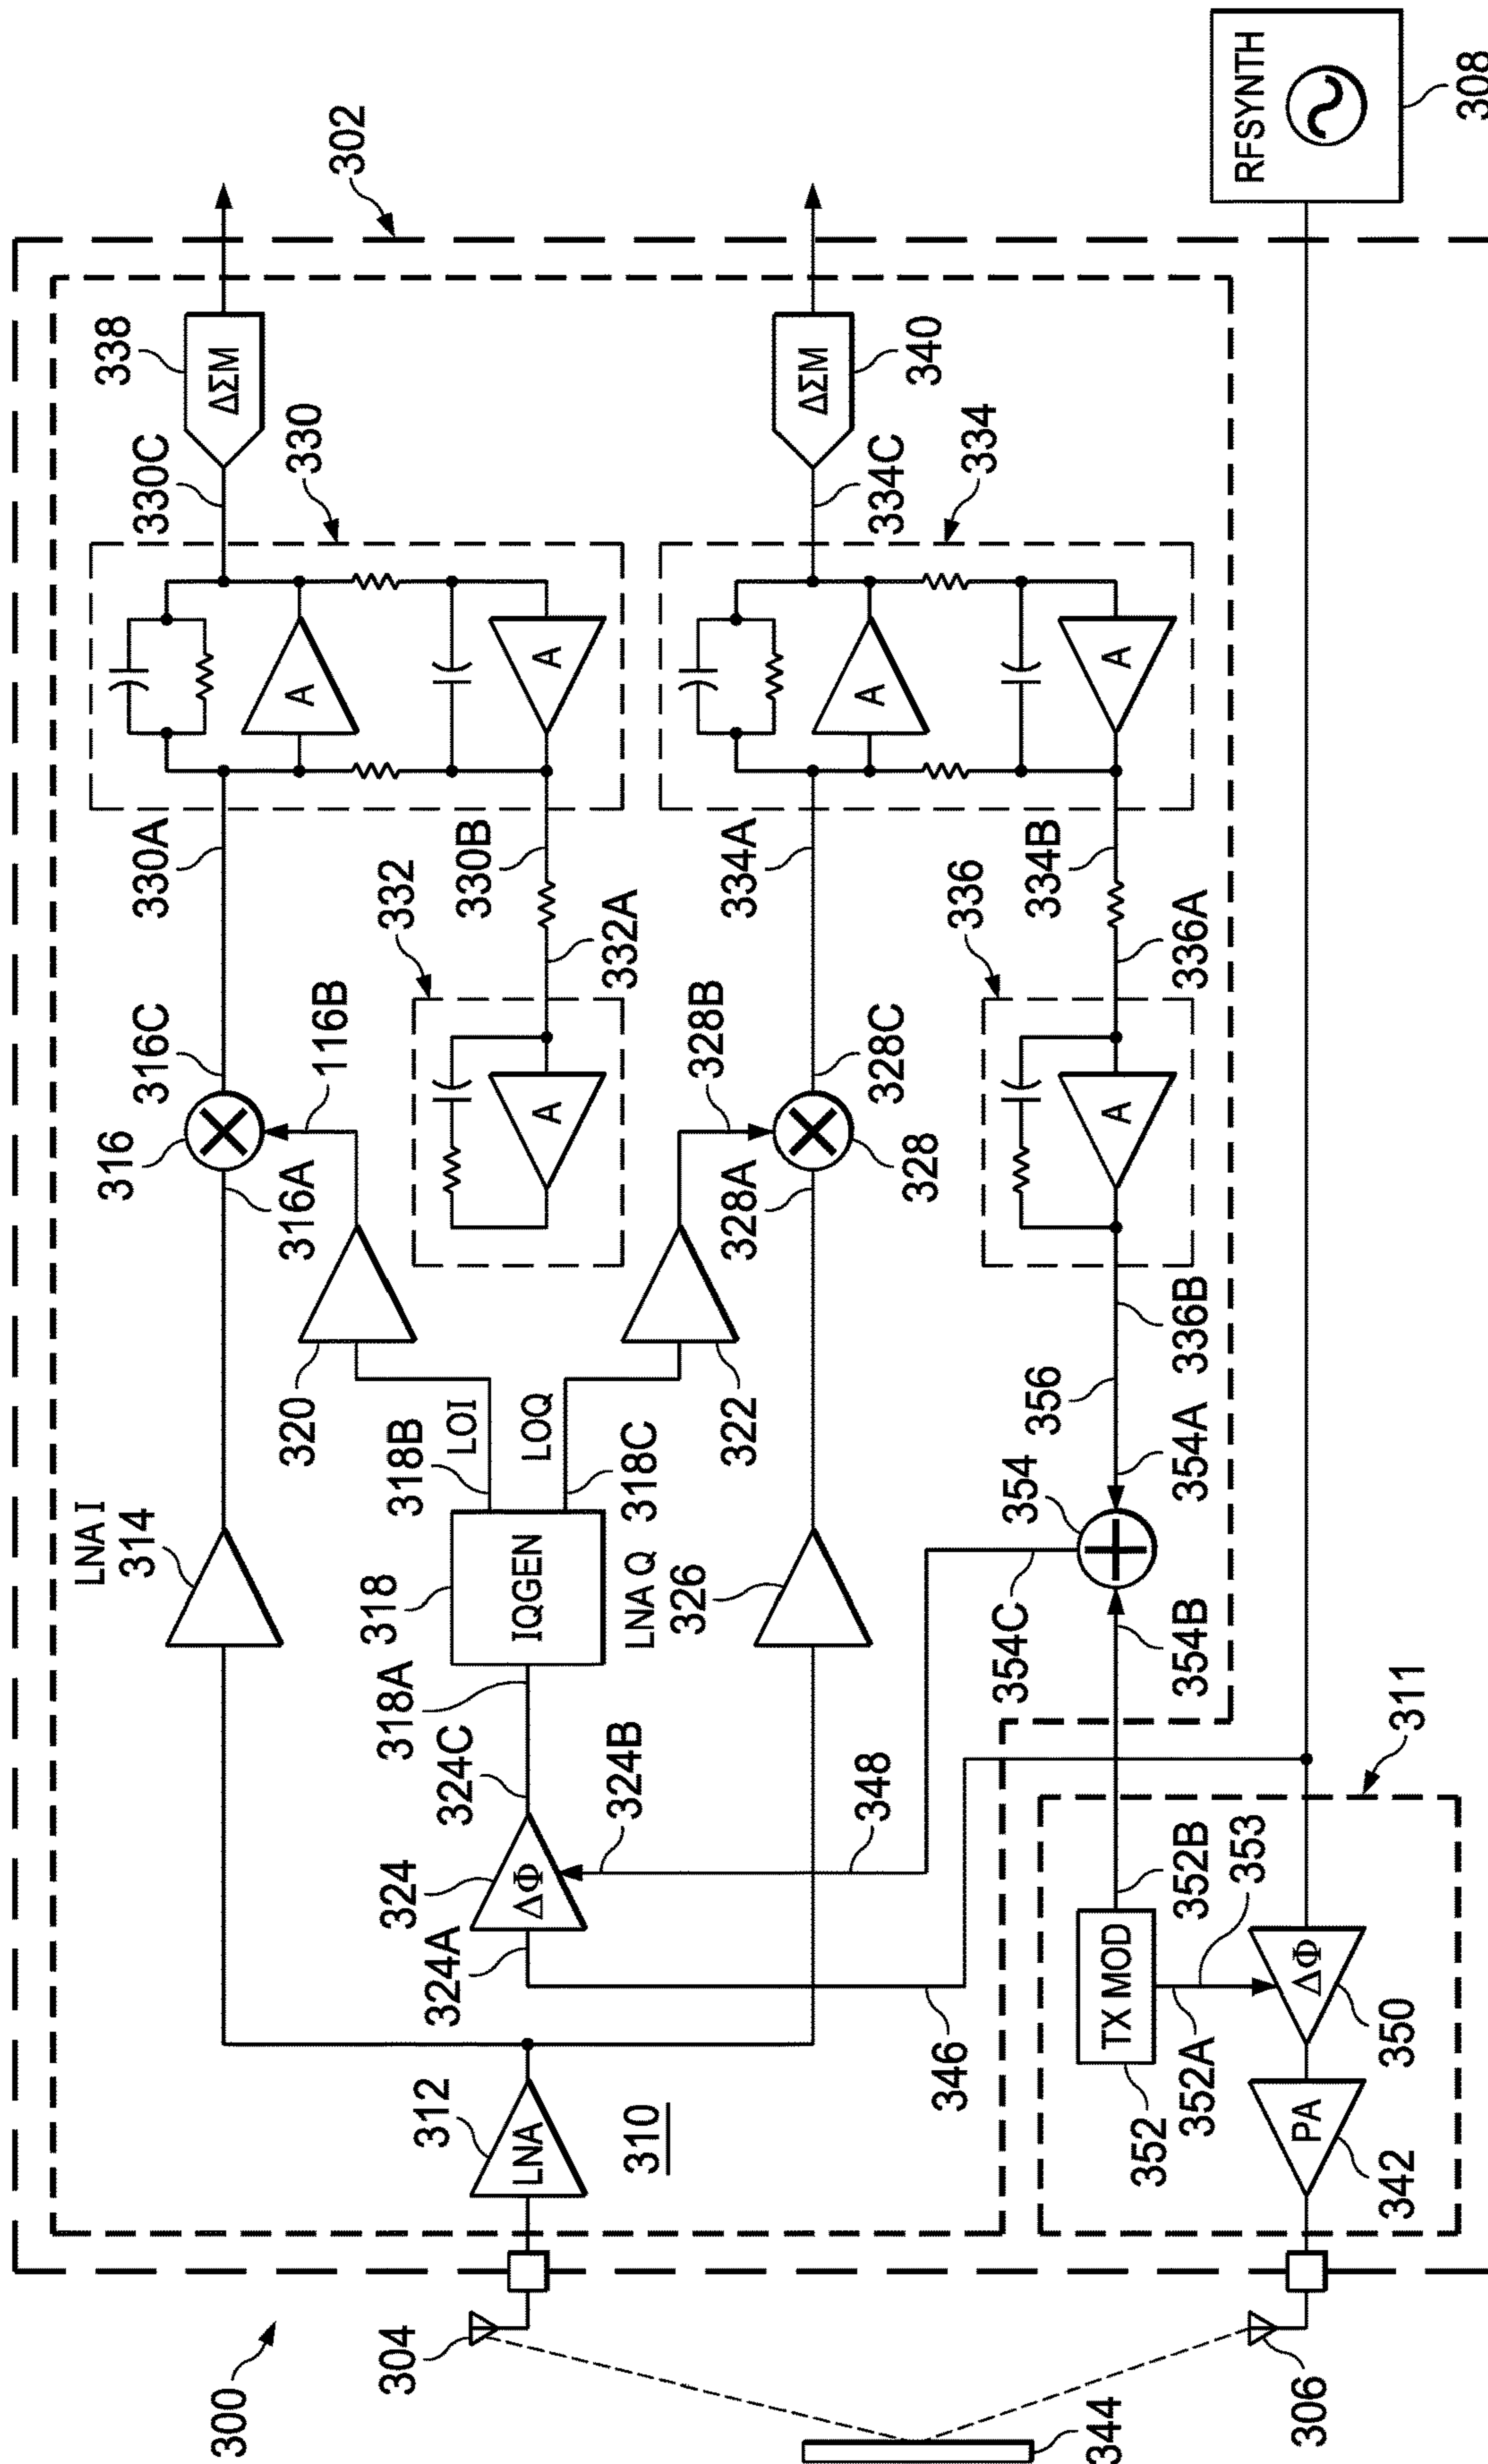 300
302
RFSYNTH
308
304
306
344
310
311
LNA
312
LNA I
314
316
316A
116B
316C
318
IQGEN
318A
318B
LOI
LOQ
318C
320
322
324
ΔΦ
324A
324B
324C
LNA Q
326
328
328A
328B
328C
330
330A
330B
330C
A
A
332
332A
A
334
334A
334B
334C
A
A
336
336A
336B
A
338
ΔΣM
340
ΔΣM
PA
342
346
348
350
ΔΦ
352
TX MOD
352A
352B
353
354
354A
354B
354C
356